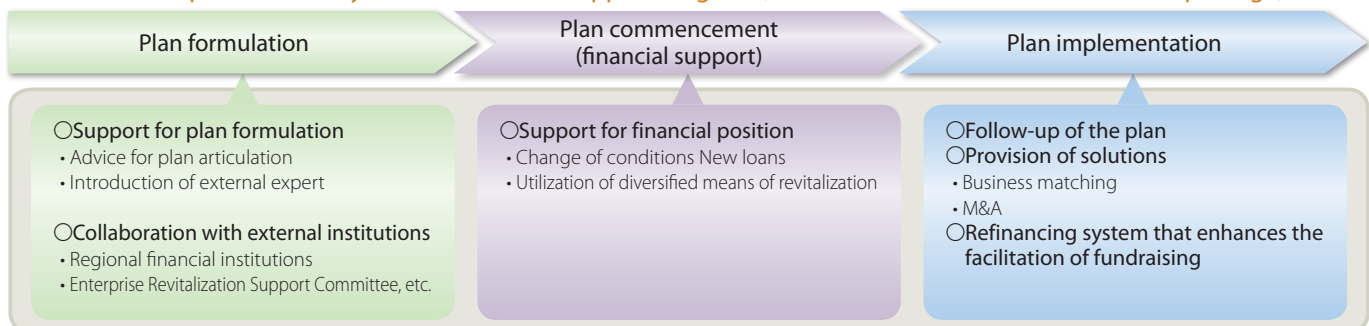 Plan formulation
Plan commencement
(financial support)
Plan implementation
○Support for plan formulation
• Advice for plan articulation
• Introduction of external expert
○Collaboration with external institutions
• Regional financial institutions
• Enterprise Revitalization Support Committee, etc.
○Support for financial position
• Change of conditions New loans
• Utilization of diversified means of revitalization
○Follow-up of the plan
○Provision of solutions
• Business matching
• M&A
○Refinancing system that enhances the
facilitation of fundraising